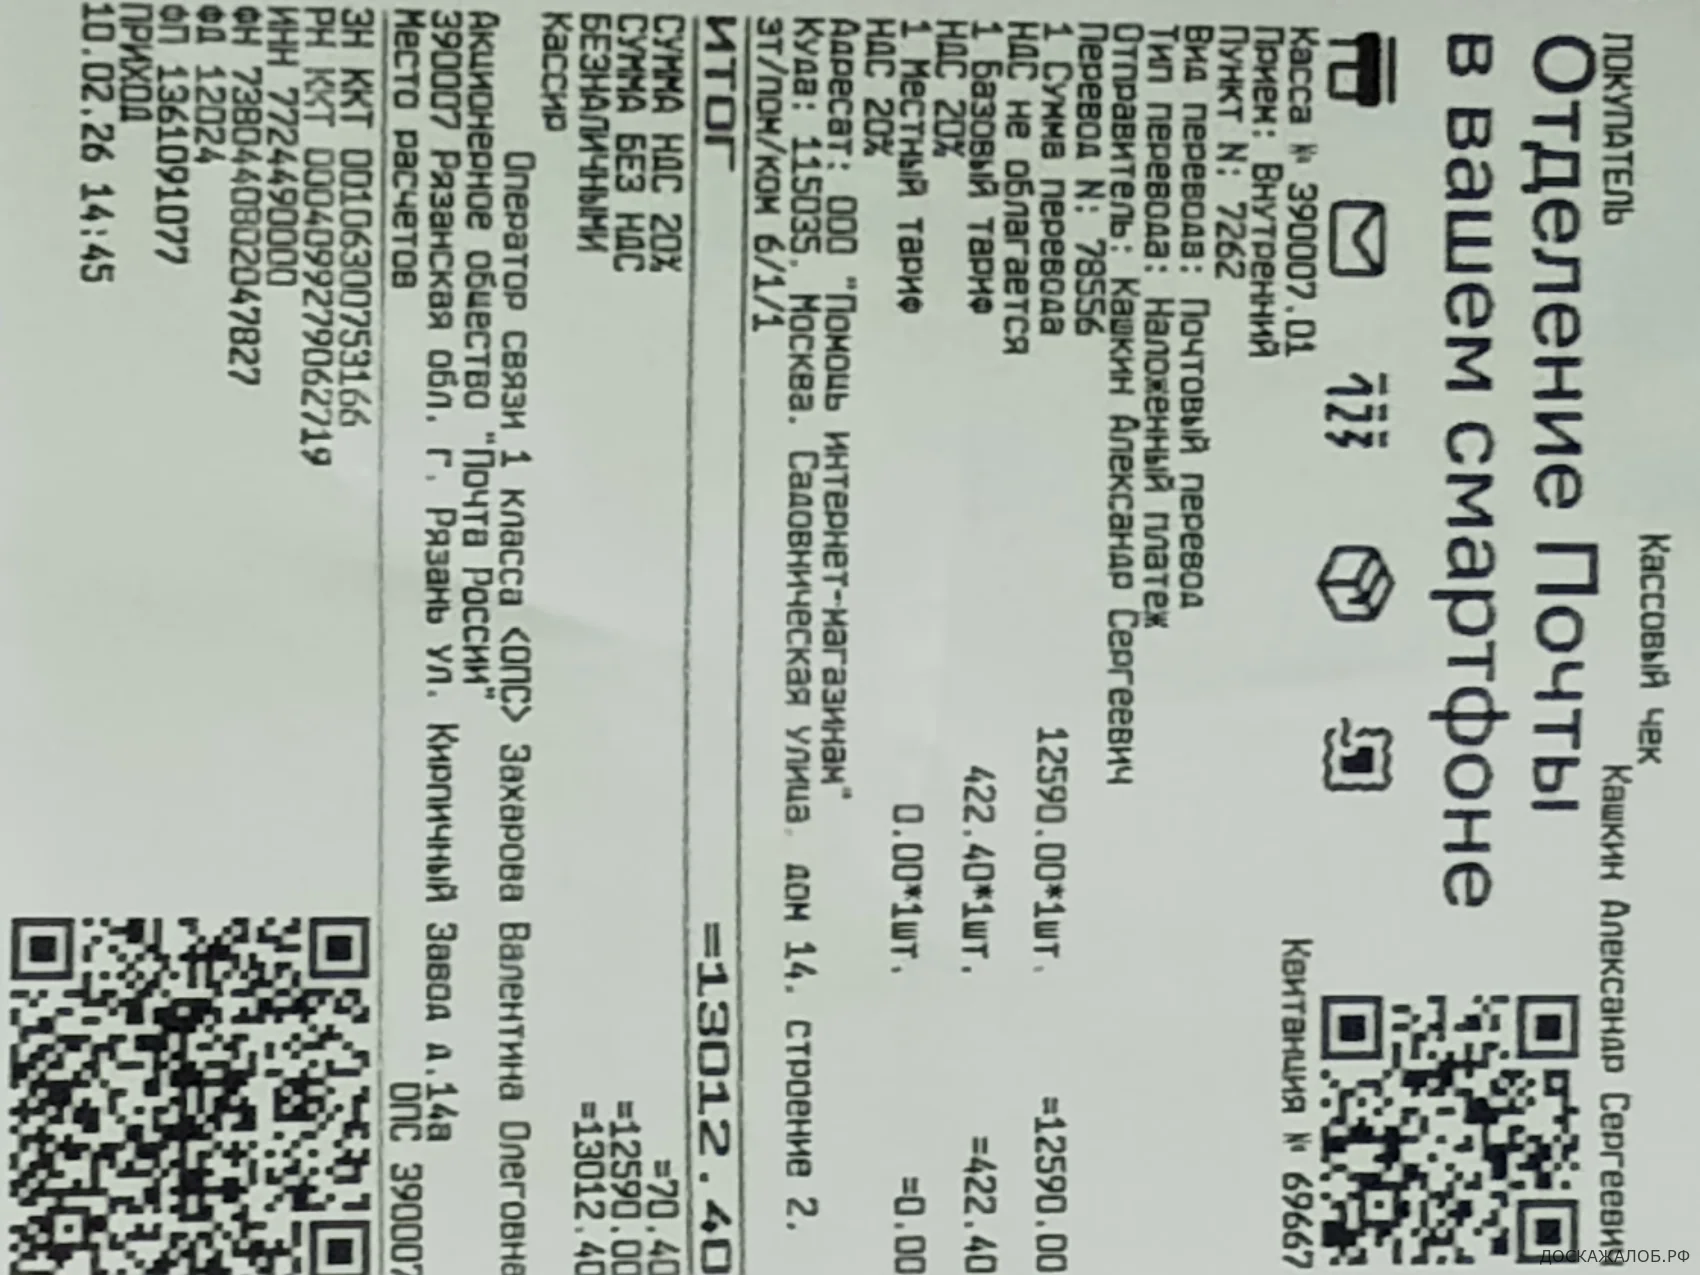 Кассовый чек
ПОКУПАТЕЛЬ Кашкин Александр Сергеевич
Отделение Почты
в вашем смартфоне
Касса № 390007.01 Квитанция № 69667
Прием: Внутренний
Пункт N: 7262
Вид перевода: Почтовый перевод
Тип перевода: Наложенный платеж
Отправитель: Кашкин Александр Сергеевич
Перевод N: 78556
1 Сумма перевода 12590.00*1шт. =12590.00
НДС не облагается
1 Базовый тариф 422.40*1шт. =422.40
НДС 20%
1 Местный тариф 0.00*1шт. =0.00
НДС 20%
Адресат: ООО "Помощь интернет-магазинам"
Куда: 115035, Москва. Садовническая улица, дом 14, строение 2,
эт/пом/ком 6/1/1
ИТОГ =13012.40
СУММА НДС 20% =70.40
СУММА БЕЗ НДС =12590.00
БЕЗНАЛИЧНЫМИ =13012.40
Кассир
Оператор связи 1 класса <ОПС> Захарова Валентина Олеговна
Акционерное общество "Почта России"
390007 Рязанская обл. г. Рязань ул. Кирпичный Завод д.14а
Место расчетов ОПС 390007
ЗН ККТ 00106300753166
РН ККТ 0004099279062719
ИНН 7724490000
ФН 7380440802047827
ФД 12024
ФП 1361091077
ПРИХОД
10.02.26 14:45
ДОСКАЖАЛОБ.РФ